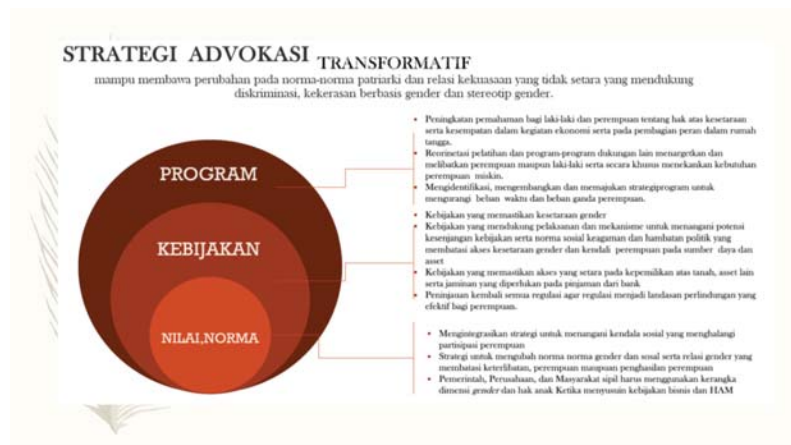 STRATEGI ADVOKASI TRANSFORMATIF
mampu membawa perubahan pada norma-norma patriarki dan relasi kekuasaan yang tidak setara yang mendukung
diskriminasi, kekerasan berbasis gender dan stereotip gender.
PROGRAM
• Peningkatan pemahaman bagi laki-laki dan perempuan tentang hak atas kesetaraan
serta kesempatan dalam kegiatan ekonomi serta pada pembagian peran dalam rumah
tangga.
• Reorinetasi pelatihan dan program-program dukungan lain menargetkan dan
melibatkan perempuan maupun laki-laki serta secara khusus menekankan kebutuhan
perempuan miskin.
• Mengidentifikasi, mengembangkan dan memajukan strategiprogram untuk
mengurangi beban waktu dan beban ganda perempuan.
KEBIJAKAN
• Kebijakan yang memastikan kesetaraan gender
• Kebijakan yang mendukung pelaksanaan dan mekanisme untuk menangani potensi
kesenjangan kebijakan serta norma sosial keagaman dan hambatan politik yang
membatasi akses kesetaraan gender dan kendali perempuan pada sumber daya dan
asset
• Kebijakan yang memastikan akses yang setara pada kepemilikan atas tanah, asset lain
serta jaminan yang diperlukan pada pinjaman dari bank
• Peninjauan kembali semua regulasi agar regulasi menjadi landasan perlindungan yang
efektif bagi perempuan.
NILAI,NORMA
• Mengintegrasikan strategi untuk menangani kendala sosial yang menghalangi
partisipasi perempuan
• Strategi untuk mengubah norma norma gender dan sosal serta relasi gender yang
membatasi keterlibatan, perempuan maupuan penghasilan perempuan
• Pemerintah, Perusahaan, dan Masyarakat sipil harus menggunakan kerangka
dimensi gender dan hak anak Ketika menyusuin kebijakan bisnis dan HAM